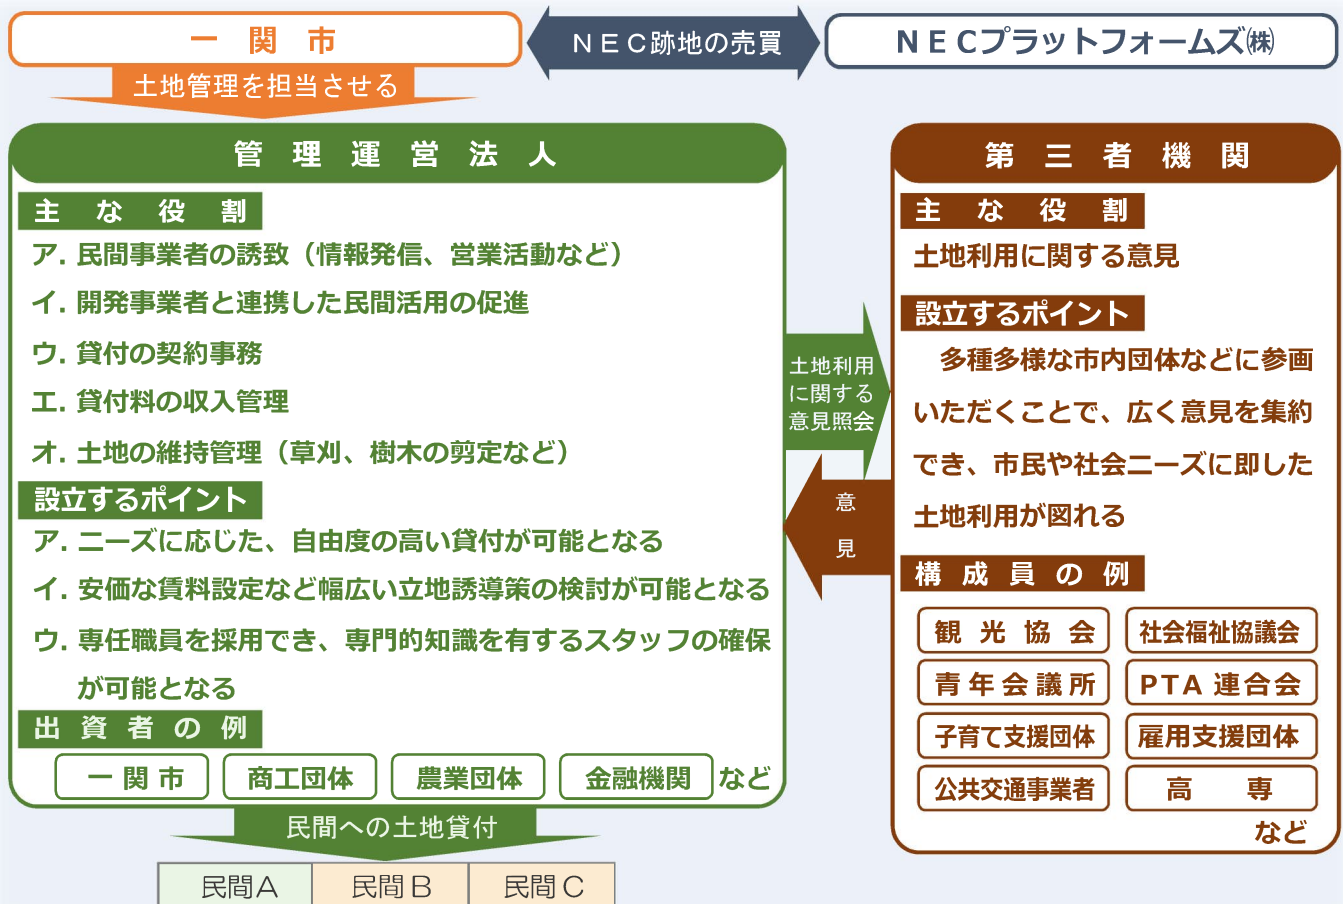 一関市
NEC跡地の売買
NECプラットフォームズ㈱
土地管理を担当させる
管理運営法人
主な役割
ア. 民間事業者の誘致（情報発信、営業活動など）
イ. 開発事業者と連携した民間活用の促進
ウ. 貸付の契約事務
エ. 貸付料の収入管理
オ. 土地の維持管理（草刈、樹木の剪定など）
設立するポイント
ア. ニーズに応じた、自由度の高い貸付が可能となる
イ. 安価な賃料設定など幅広い立地誘導策の検討が可能となる
ウ. 専任職員を採用でき、専門的知識を有するスタッフの確保
が可能となる
出資者の例
一関市
商工団体
農業団体
金融機関
など
土地利用
に関する
意見照会
意
見
第三者機関
主な役割
土地利用に関する意見
設立するポイント
多種多様な市内団体などに参画
いただくことで、広く意見を集約
でき、市民や社会ニーズに即した
土地利用が図れる
構成員の例
観光協会
社会福祉協議会
青年会議所
PTA 連合会
子育て支援団体
雇用支援団体
公共交通事業者
高専
など
民間への土地貸付
民間A
民間B
民間C